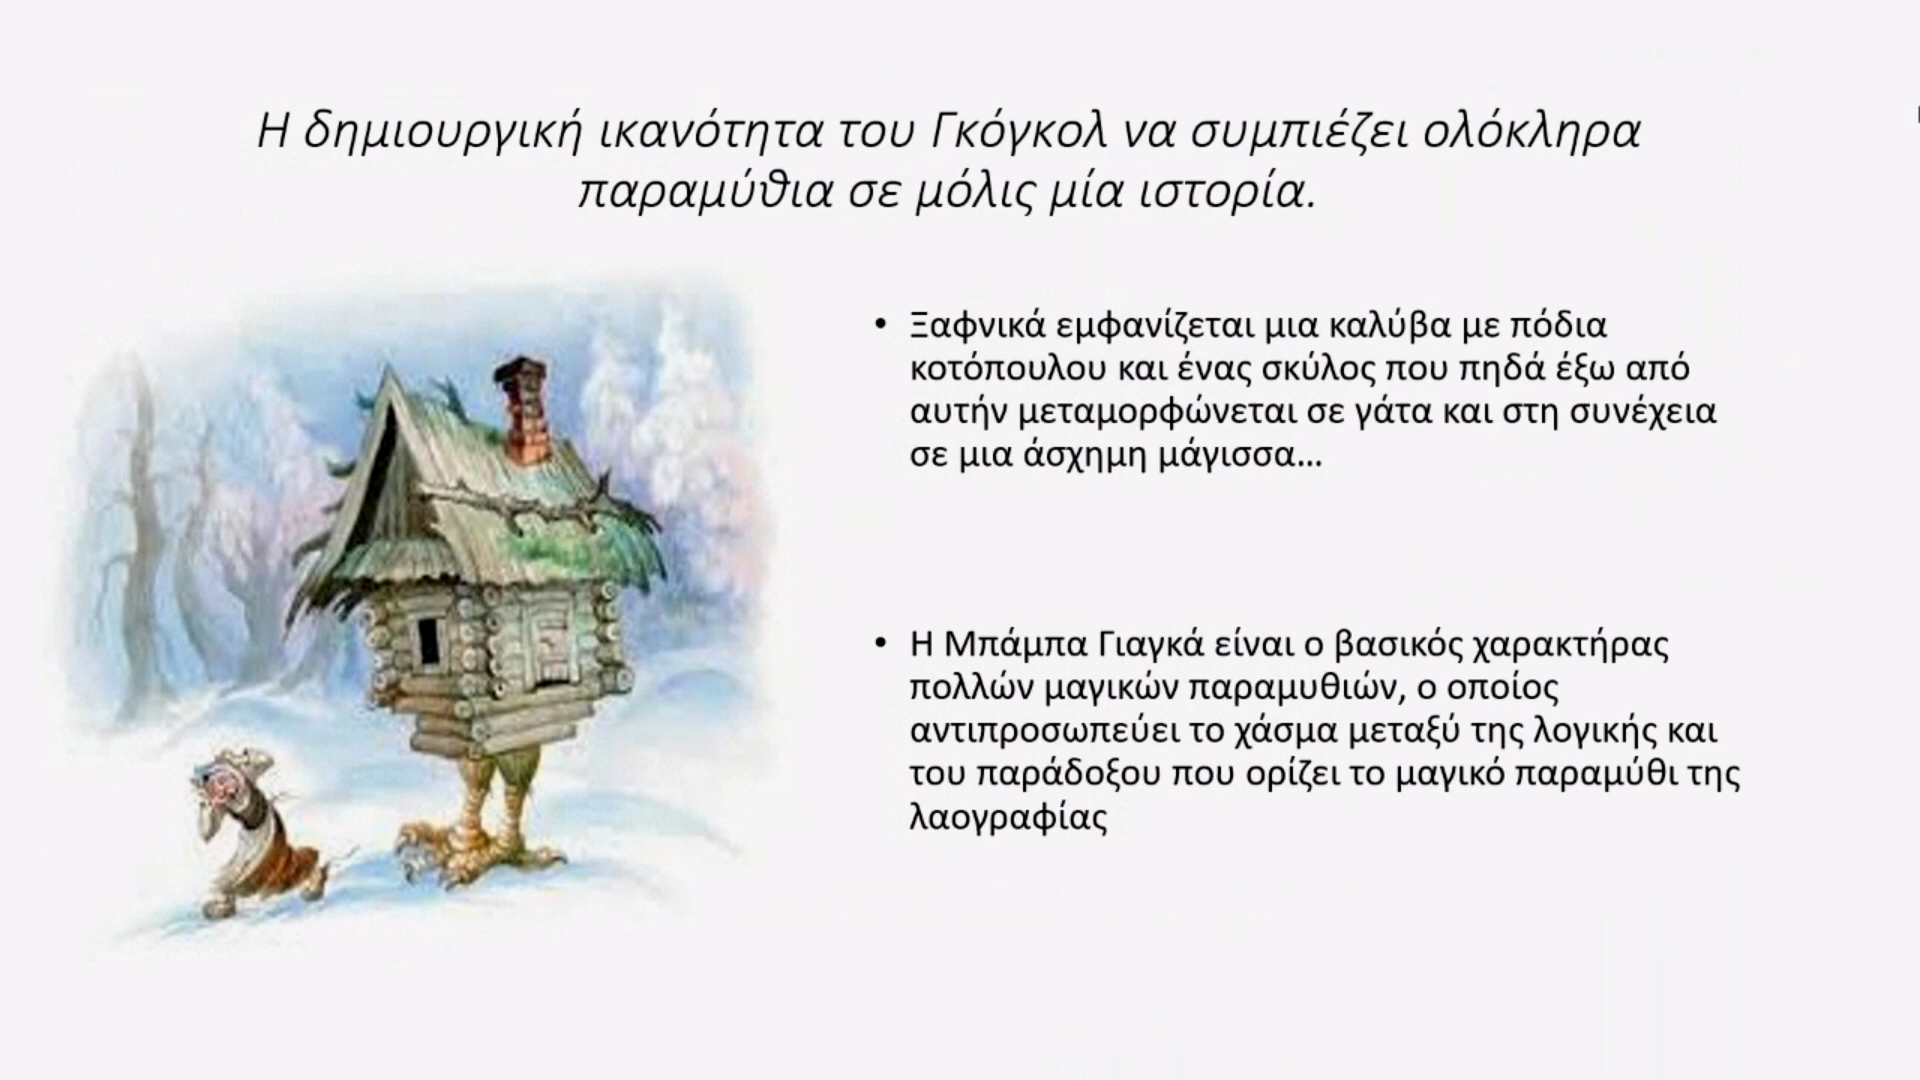 Η δημιουργική ικανότητα του Γκόγκολ να συμπιέζει ολόκληρα
παραμύθια σε μόλις μία ιστορία.
• Ξαφνικά εμφανίζεται μια καλύβα με πόδια
κοτόπουλου και ένας σκύλος που πηδά έξω από
αυτήν μεταμορφώνεται σε γάτα και στη συνέχεια
σε μια άσχημη μάγισσα…
• Η Μπάμπα Γιαγκά είναι ο βασικός χαρακτήρας
πολλών μαγικών παραμυθιών, ο οποίος
αντιπροσωπεύει το χάσμα μεταξύ της λογικής και
του παράδοξου που ορίζει το μαγικό παραμύθι της
λαογραφίας